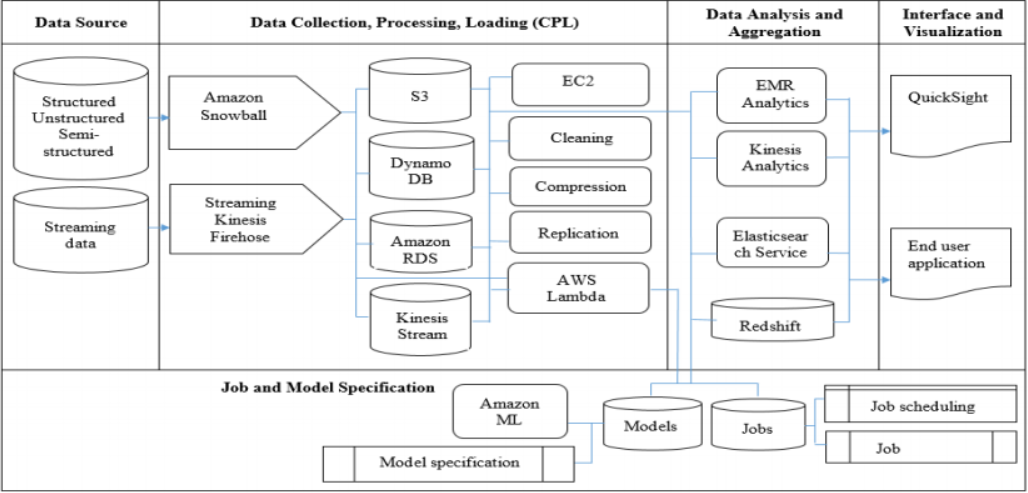 Data Source
Data Collection, Processing, Loading (CPL)
Data Analysis and
Aggregation
Interface and
Visualization
Structured
Unstructured
Semi-
structured
Streaming
data
Amazon
Snowball
Streaming
Kinesis
Firehose
S3
Dynamo
DB
Amazon
RDS
Kinesis
Stream
EC2
Cleaning
Compression
Replication
AWS
Lambda
EMR
Analytics
Kinesis
Analytics
Elasticsear
ch Service
Redshift
QuickSight
End user
application
Job and Model Specification
Amazon
ML
Model specification
Models
Jobs
Job scheduling
Job